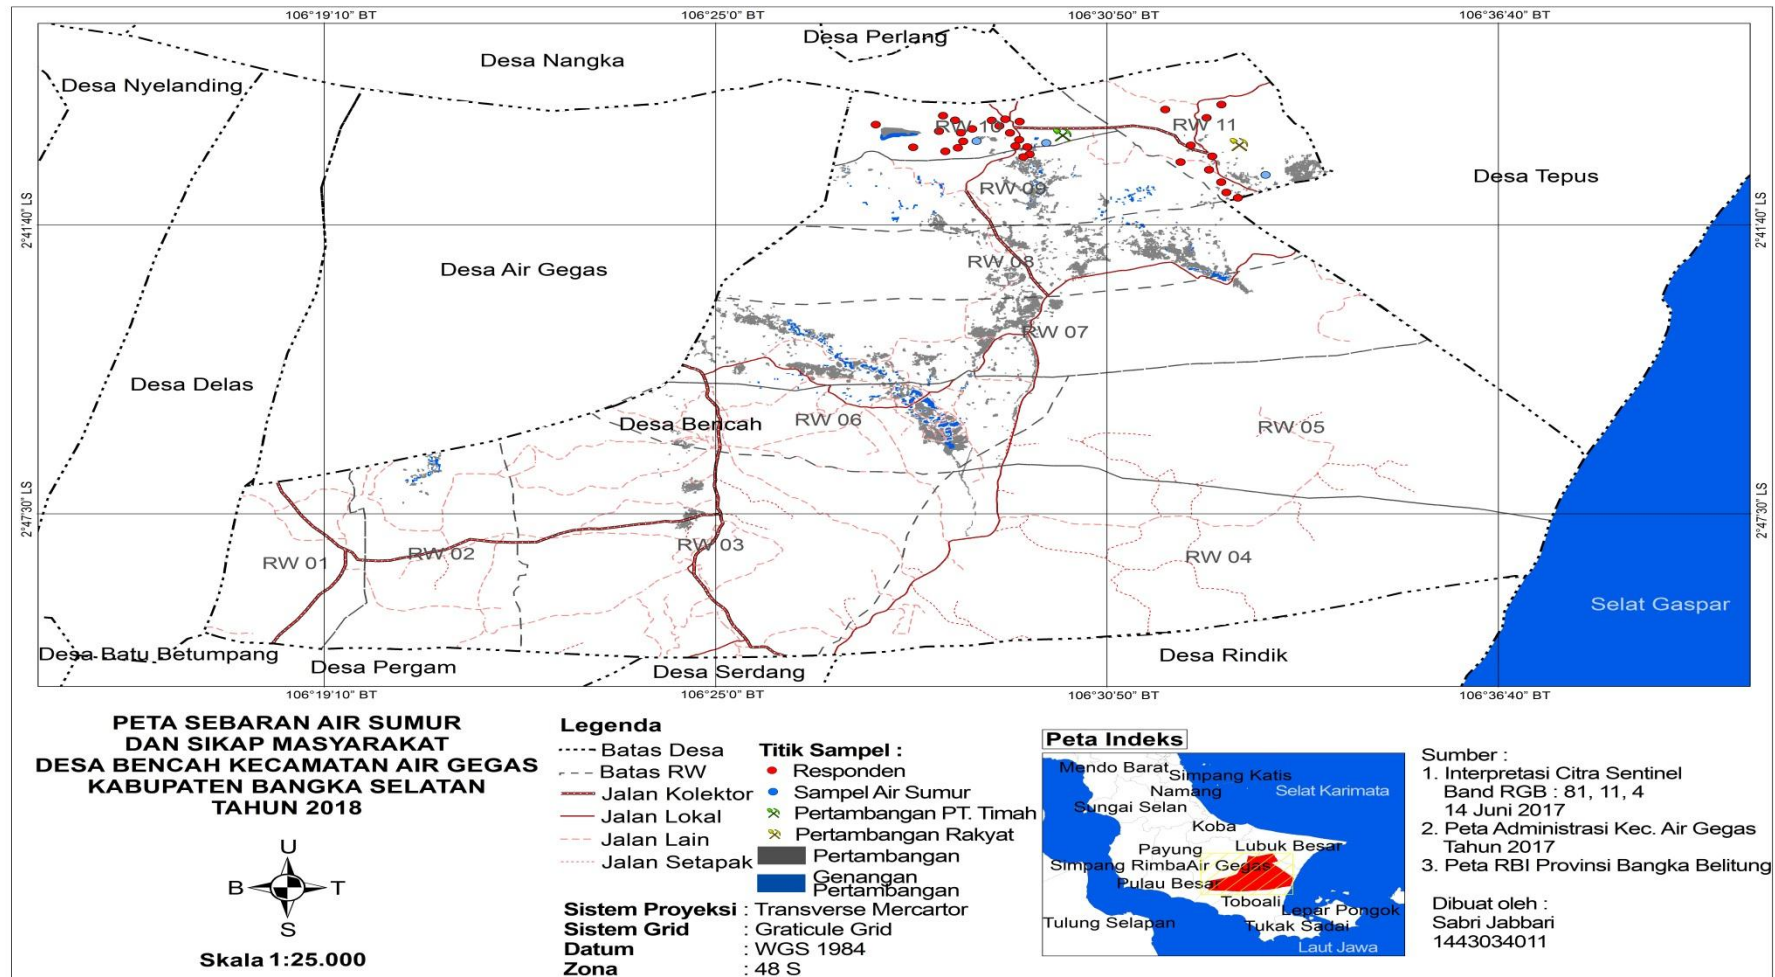 106°19'10" BT
106°25'0" BT
106°30'50" BT
106°36'40" BT
Desa Perlang
Desa Nangka
Desa Nyelanding
RW 10
RW 11
Desa Tepus
RW 09
2°41'40" LS
2°41'40" LS
Desa Air Gegas
RW 08
RW 07
Desa Delas
Desa Bencah
RW 06
RW 05
2°47'30" LS
2°47'30" LS
RW 01
RW 02
RW 03
RW 04
Selat Gaspar
Desa Batu Betumpang
Desa Pergam
Desa Serdang
Desa Rindik
106°19'10" BT
106°25'0" BT
106°30'50" BT
106°36'40" BT
PETA SEBARAN AIR SUMUR
DAN SIKAP MASYARAKAT
DESA BENCAH KECAMATAN AIR GEGAS
KABUPATEN BANGKA SELATAN
TAHUN 2018
U
B
T
S
Skala 1:25.000
Legenda
Batas Desa
Batas RW
Jalan Kolektor
Jalan Lokal
Jalan Lain
Jalan Setapak
Titik Sampel :
Responden
Sampel Air Sumur
Pertambangan PT. Timah
Pertambangan Rakyat
Pertambangan
Genangan
Pertambangan
Sistem Proyeksi : Transverse Mercartor
Sistem Grid : Graticule Grid
Datum : WGS 1984
Zona : 48 S
Peta Indeks
Mendo Barat
Simpang Katis
Namang
Selat Karimata
Sungai Selan
Koba
Payung
Lubuk Besar
Simpang Rimba
Air Gegas
Pulau Besar
Toboali
Lepar Pongok
Tulung Selapan
Tukak Sadai
Laut Jawa
Sumber :
1. Interpretasi Citra Sentinel
Band RGB : 81, 11, 4
14 Juni 2017
2. Peta Administrasi Kec. Air Gegas
Tahun 2017
3. Peta RBI Provinsi Bangka Belitung
Dibuat oleh :
Sabri Jabbari
1443034011